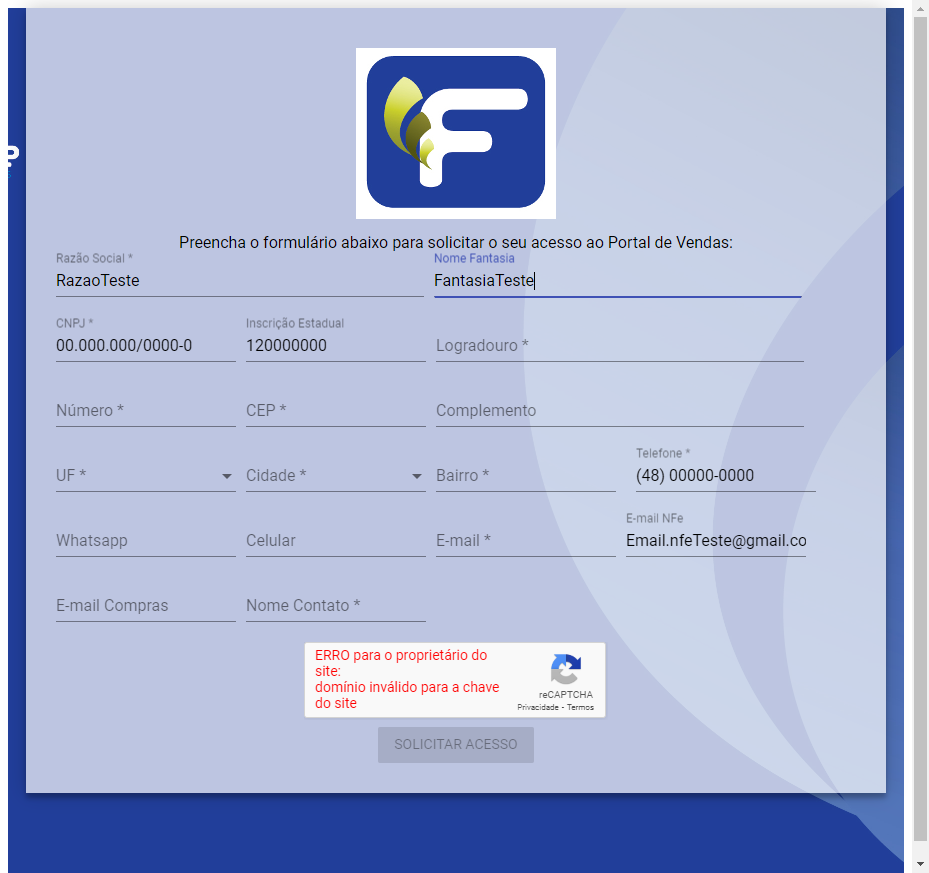 F
Preencha o formulário abaixo para solicitar o seu acesso ao Portal de Vendas:
Razão Social *
Nome Fantasia
RazaoTeste
FantasiaTeste
CNPJ *
Inscrição Estadual
00.000.000/0000-0
120000000
Logradouro *
Número *
CEP *
Complemento
Telefone *
UF *
Cidade *
Bairro *
(48) 00000-0000
E-mail NFe
Whatsapp
Celular
E-mail *
Email.nfeTeste@gmail.co
E-mail Compras
Nome Contato *
ERRO para o proprietário do
site:
domínio inválido para a chave
do site
reCAPTCHA
Privacidade - Termos
SOLICITAR ACESSO